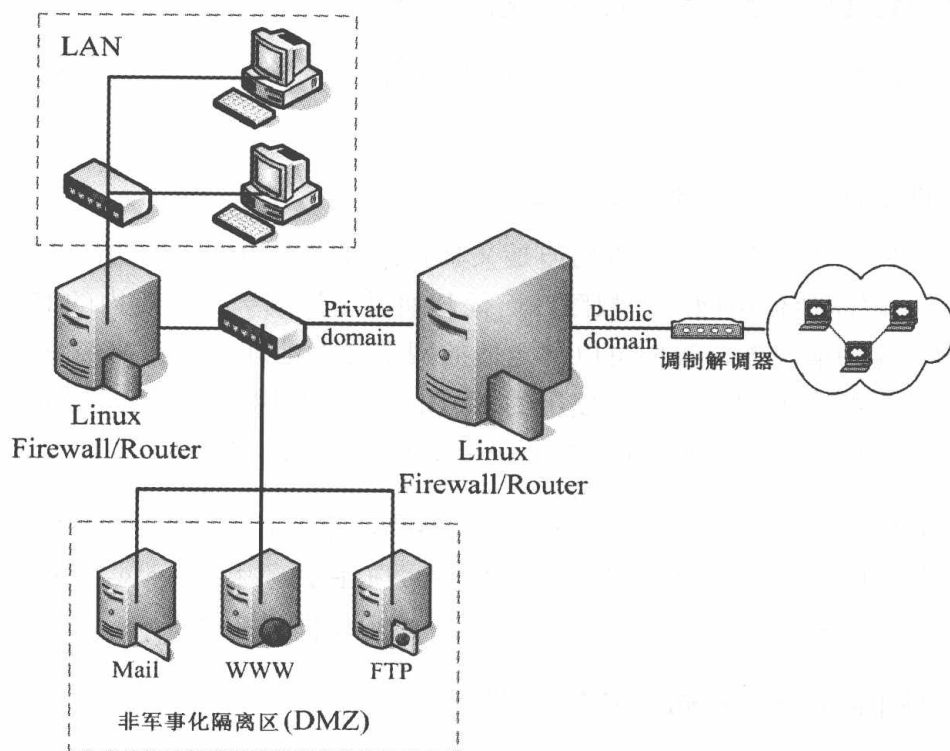 LAN
Private
domain
Public
domain
调制解调器
Linux
Firewall/Router
Linux
Firewall/Router
Mail
WWW
FTP
非军事化隔离区(DMZ)